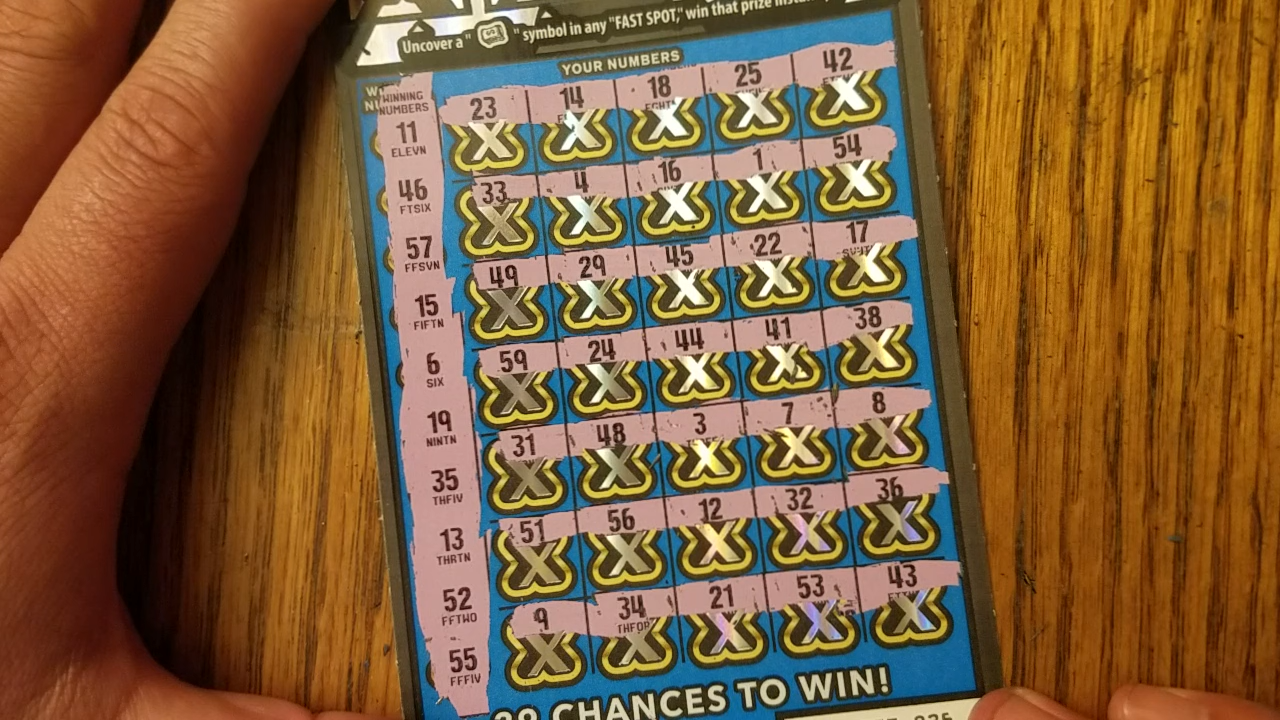 Uncover a " " symbol in any "FAST SPOT," win that prize
YOUR NUMBERS
WINNING
NUMBERS
23 14 18 25 42
11
ELEVN
33 4 16 1 54
46
FTSIX
49 29 45 22 17
57
FFSVN
15
FIFTN
59 24 44 41 38
6
SIX
31 48 3 7 8
19
NINTN
35
THFIV
51 56 12 32 36
13
THRTN
9 34 21 53 43
THFOR
52
FFTWO
55
FFFIV
CHANCES TO WIN!